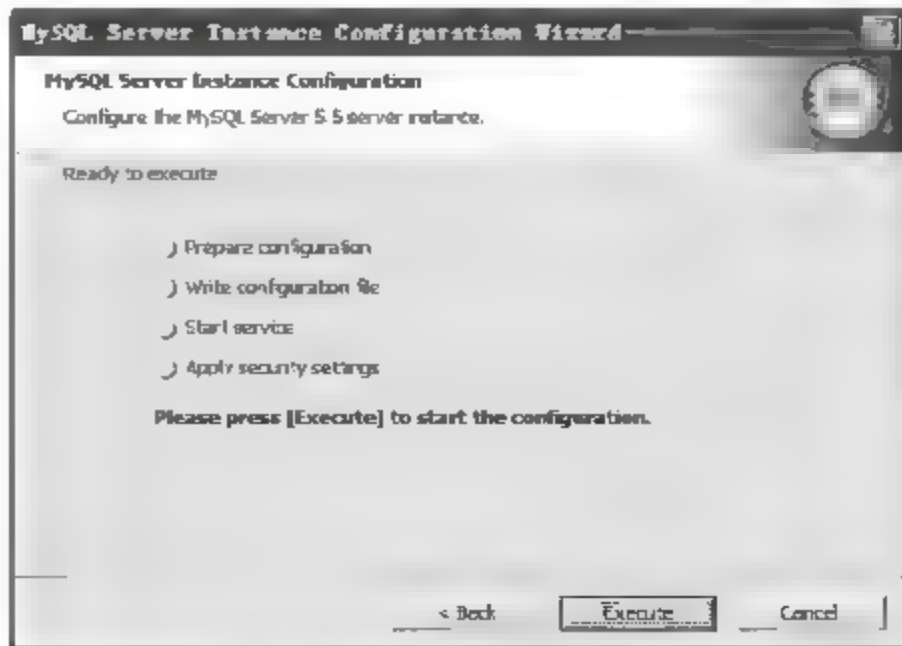 MySQL Server Instance Configuration Wizard
MySQL Server Instance Configuration
Configure the MySQL Server 5.5 server instance.
Ready to execute
Prepare configuration
Write configuration file
Start service
Apply security settings
Please press [Execute] to start the configuration.
< Back
Execute
Cancel